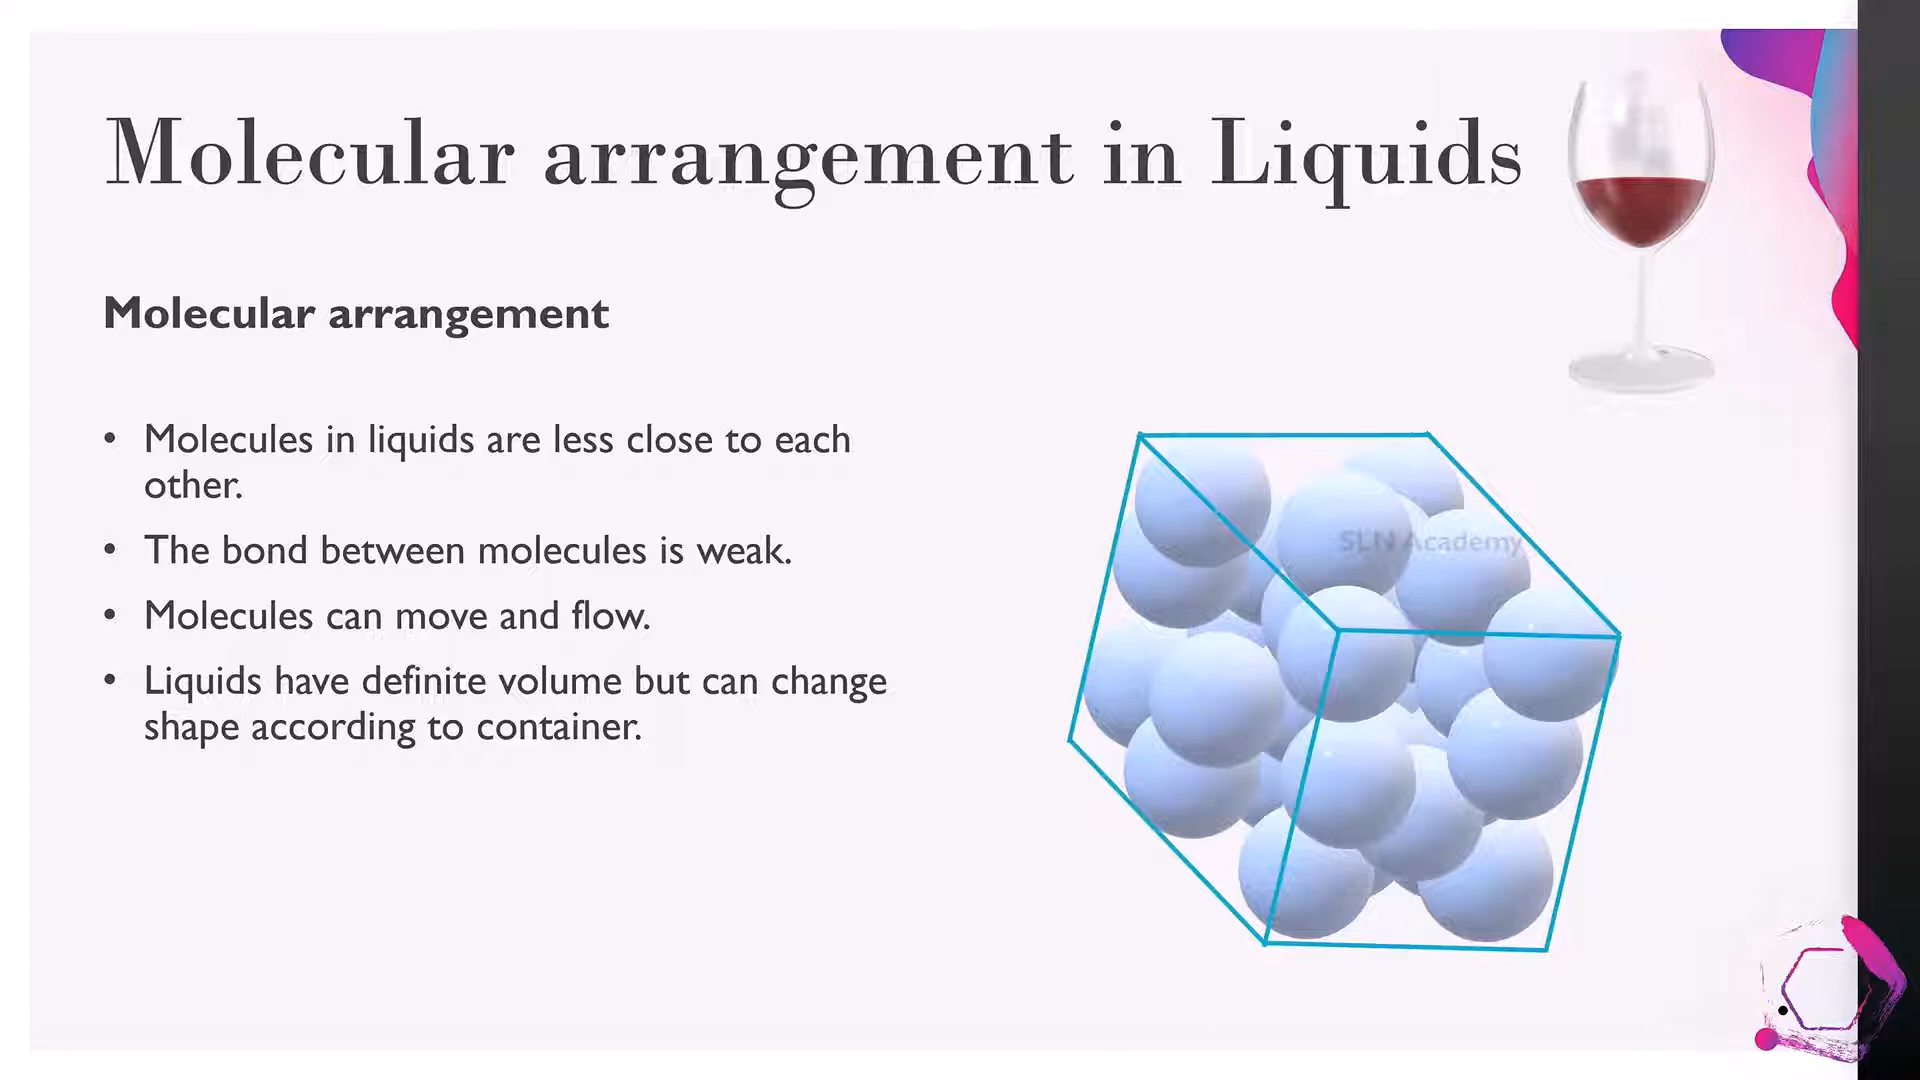 Molecular arrangement in Liquids
Molecular arrangement
• Molecules in liquids are less close to each
other.
• The bond between molecules is weak.
• Molecules can move and flow.
• Liquids have definite volume but can change
shape according to container.
SLN Academy